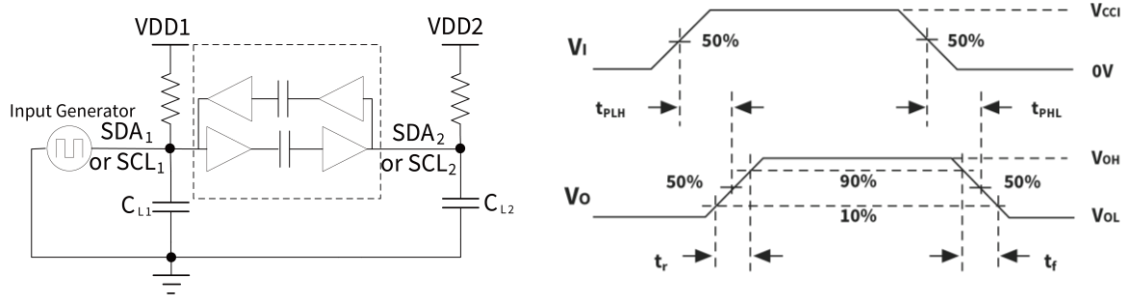 VDD1
VDD2
Input Generator
SDA1
or SCL1
SDA2
or SCL2
CL1
CL2
VI
50%
50%
VCCI
0V
tPLH
tPHL
VO
50%
90%
50%
10%
VOH
VOL
tr
tf